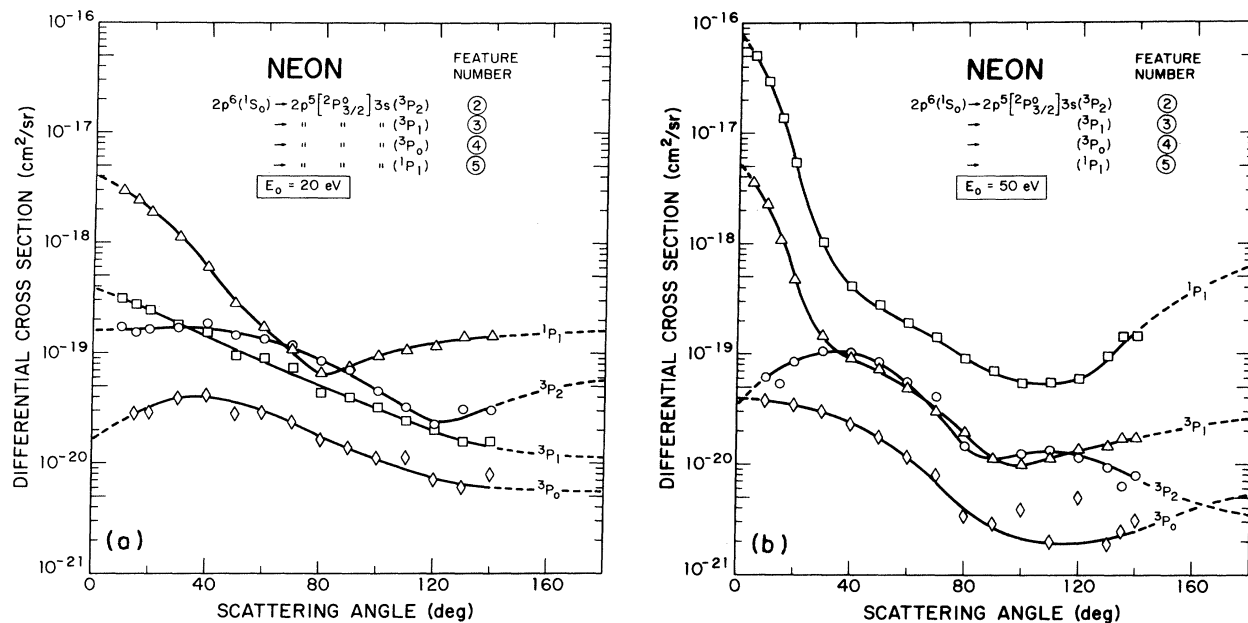 NEON
FEATURE
NUMBER
2p⁶(¹S₀) → 2p⁵[²P°₃/₂]3s(³P₂) ②
→ " " " (³P₁) ③
→ " " " (³P₀) ④
→ " " " (¹P₁) ⑤
E₀ = 20 eV
¹P₁
³P₂
³P₁
³P₀
(a)
10⁻¹⁶
10⁻¹⁷
10⁻¹⁸
10⁻¹⁹
10⁻²⁰
10⁻²¹
DIFFERENTIAL CROSS SECTION (cm²/sr)
0 40 80 120 160
SCATTERING ANGLE (deg)
NEON
FEATURE
NUMBER
2p⁶(¹S₀) → 2p⁵[²P°₃/₂]3s(³P₂) ②
→ (³P₁) ③
→ (³P₀) ④
→ (¹P₁) ⑤
E₀ = 50 eV
¹P₁
³P₁
³P₂
³P₀
(b)
10⁻¹⁶
10⁻¹⁷
10⁻¹⁸
10⁻¹⁹
10⁻²⁰
10⁻²¹
DIFFERENTIAL CROSS SECTION (cm²/sr)
0 40 80 120 160
SCATTERING ANGLE (deg)